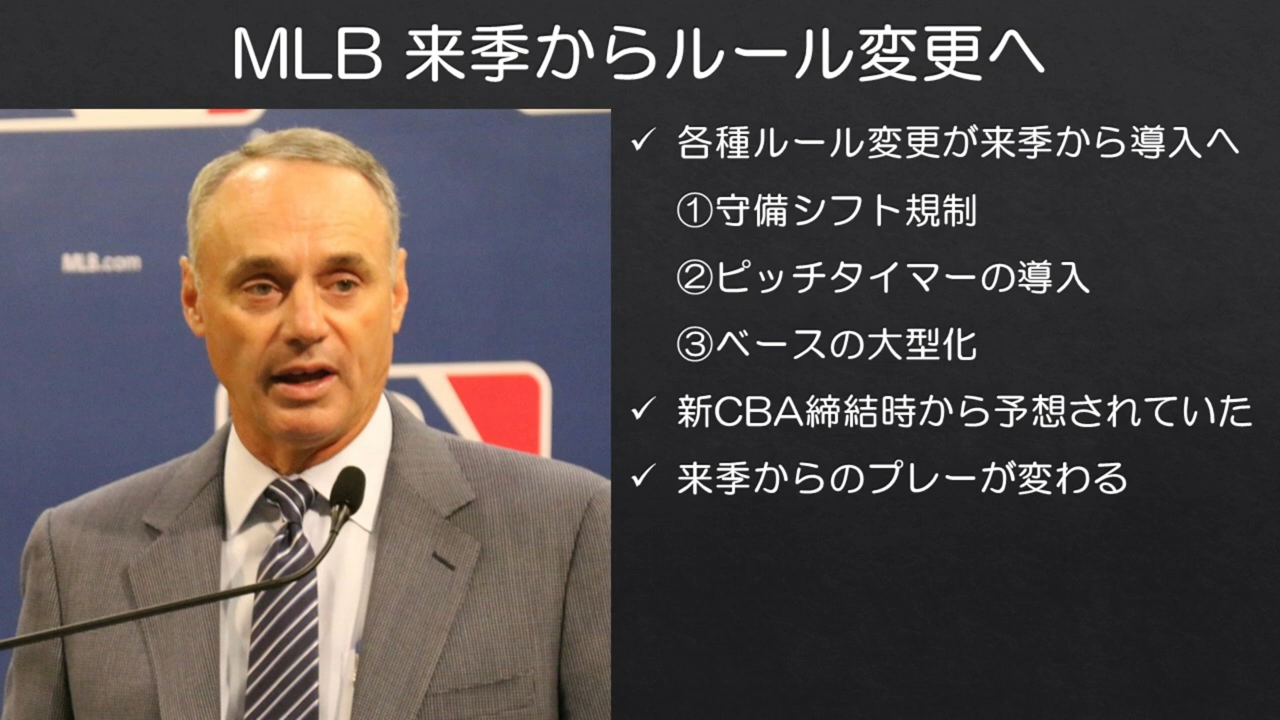 MLB 来季からルール変更へ
MLB.com
✓ 各種ルール変更が来季から導入へ
①守備シフト規制
②ピッチタイマーの導入
③ベースの大型化
✓ 新CBA締結時から予想されていた
✓ 来季からのプレーが変わる